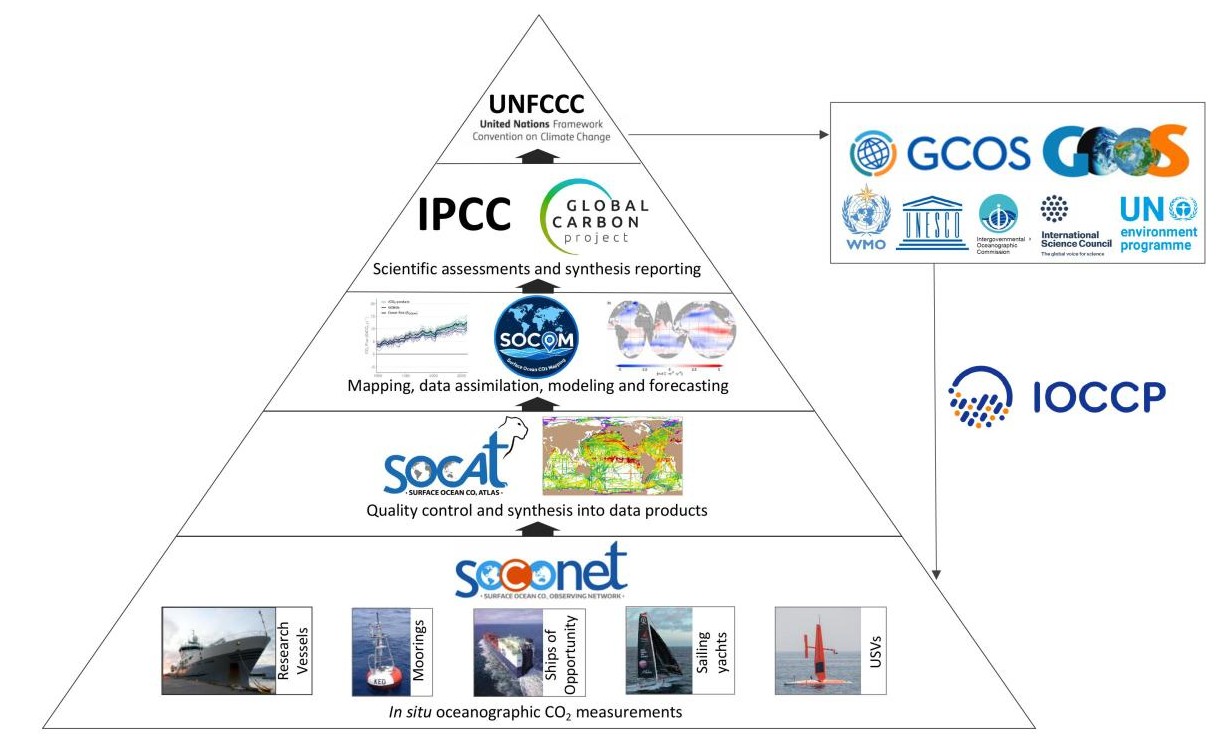 UNFCCC
United Nations Framework
Convention on Climate Change
GCOS
GOOS
WMO
UNESCO
Intergovernmental
Oceanographic
Commission
International
Science Council
The global voice for science
UN
environment
programme
IPCC
GLOBAL
CARBON
project
Scientific assessments and synthesis reporting
SOCOM
Surface Ocean CO₂ Mapping
Mapping, data assimilation, modeling and forecasting
IOCCP
SOCAt
· SURFACE OCEAN CO₂ ATLAS ·
Quality control and synthesis into data products
soconet
· SURFACE OCEAN CO₂ OBSERVING NETWORK ·
Research
Vessels
KEO
Moorings
Ships of
Opportunity
Sailing
yachts
USVs
In situ oceanographic CO₂ measurements